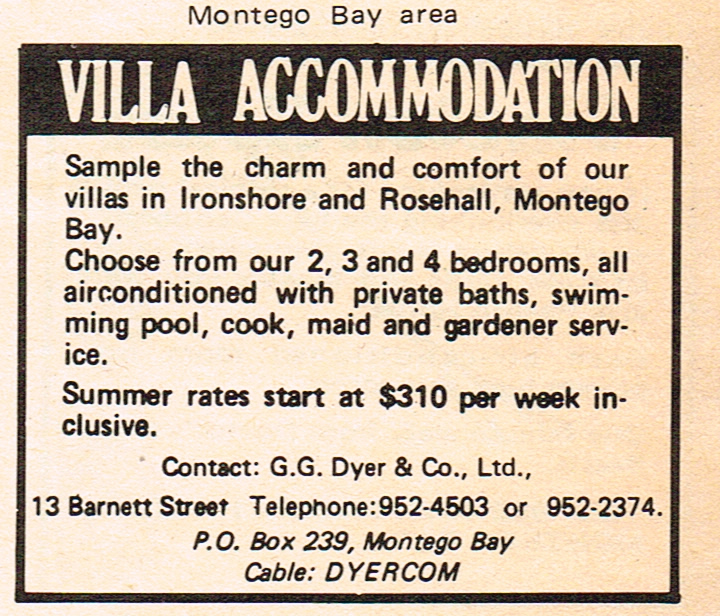 Montego Bay area
VILLA ACCOMMODATION
Sample the charm and comfort of our
villas in Ironshore and Rosehall, Montego
Bay.
Choose from our 2, 3 and 4 bedrooms, all
airconditioned with private baths, swim-
ming pool, cook, maid and gardener serv-
ice.
Summer rates start at $310 per week in-
clusive.
Contact: G.G. Dyer & Co., Ltd.,
13 Barnett Street Telephone:952-4503 or 952-2374.
P.O. Box 239, Montego Bay
Cable: DYERCOM